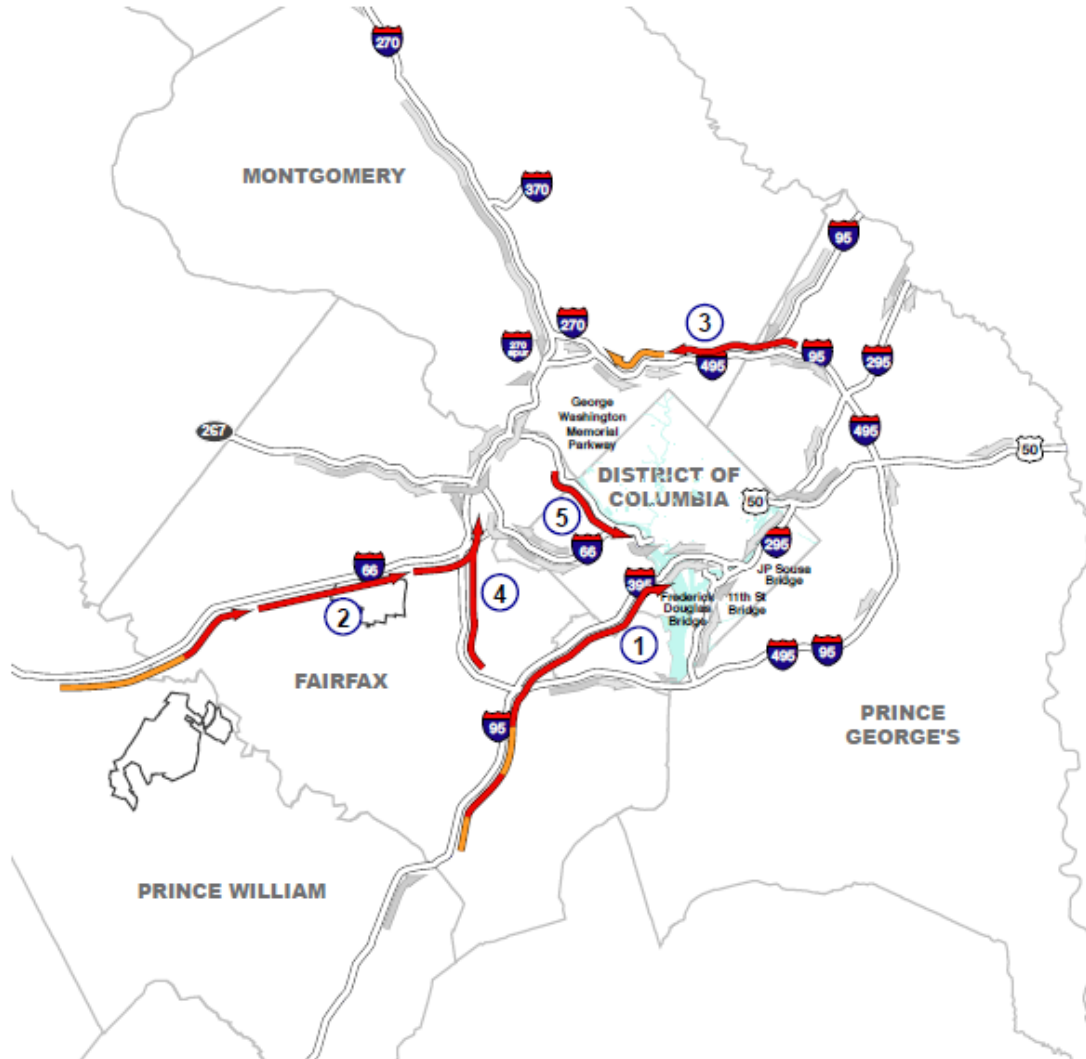 270
MONTGOMERY
370
95
270
3
270
spur
495
95
295
George
Washington
Memorial
Parkway
267
495
50
DISTRICT OF
COLUMBIA
50
5
66
295
66
JP Souse
Bridge
395
4
Frederick
Douglas
Bridge
11th St
Bridge
2
1
495
95
FAIRFAX
95
PRINCE
GEORGE'S
PRINCE WILLIAM